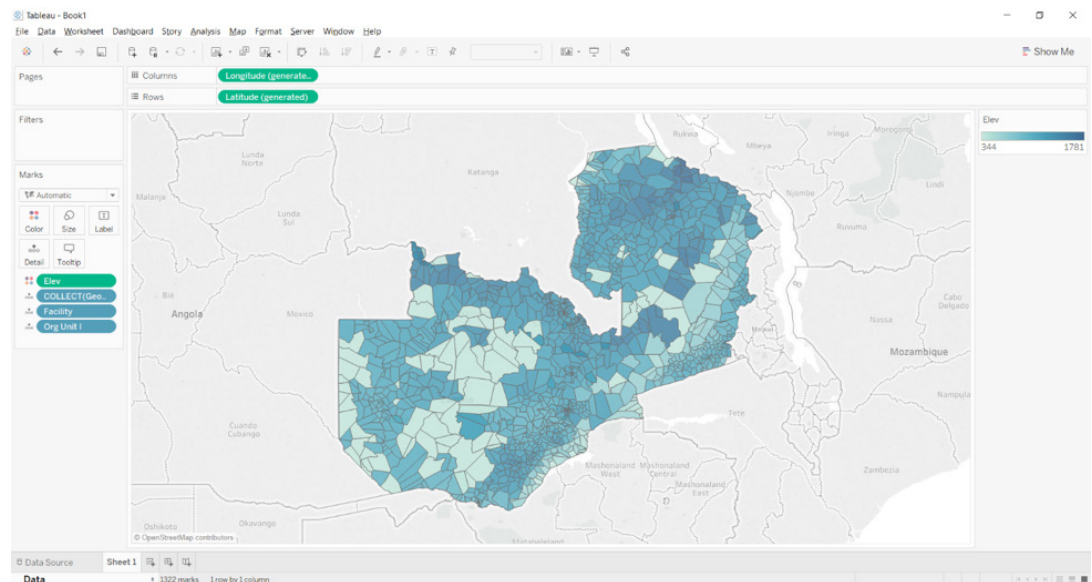 Tableau - Book1
File Data Worksheet Dashboard Story Analysis Map Format Server Window Help
Show Me
Pages
Columns
Longitude (generate..
Rows
Latitude (generated)
Filters
Marks
Automatic
Color Size Label
Detail Tooltip
Elev
COLLECT(Geo..
Facility
Org Unit I
Elev
344 1781
Rukwa
Iringa
Morogoro
Mbeya
Lunda
Norte
Katanga
Malanje
Njombe
Lindi
Lunda
Sul
Ruvuma
Bié
Angola
Moxico
Cabo
Delgado
Niassa
Malawi
Mozambique
Nampula
Cuando
Cubango
Tete
Mashonaland
West
Mashonaland
Central
Mashonaland
East
Zambezia
Oshikoto
Okavango
Matabeleland
© OpenStreetMap contributors
Data Source Sheet 1
Data
1322 marks 1 row by 1 column